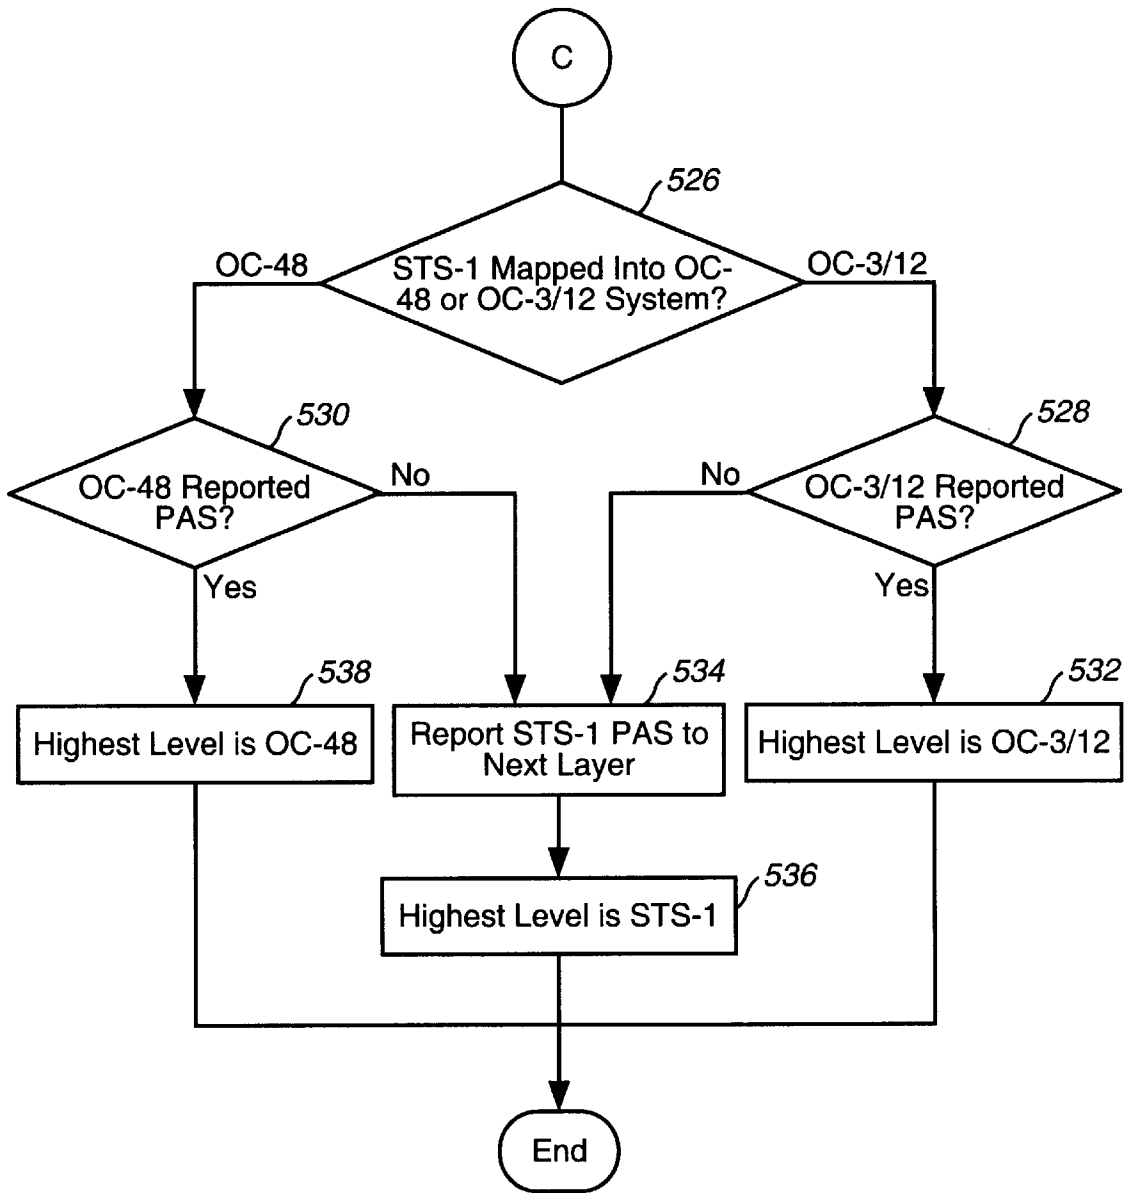 C
526
OC-48
STS-1 Mapped Into OC-
48 or OC-3/12 System?
OC-3/12
530
528
OC-48 Reported
PAS?
No
No
OC-3/12 Reported
PAS?
Yes
Yes
538
534
532
Highest Level is OC-48
Report STS-1 PAS to
Next Layer
Highest Level is OC-3/12
536
Highest Level is STS-1
End